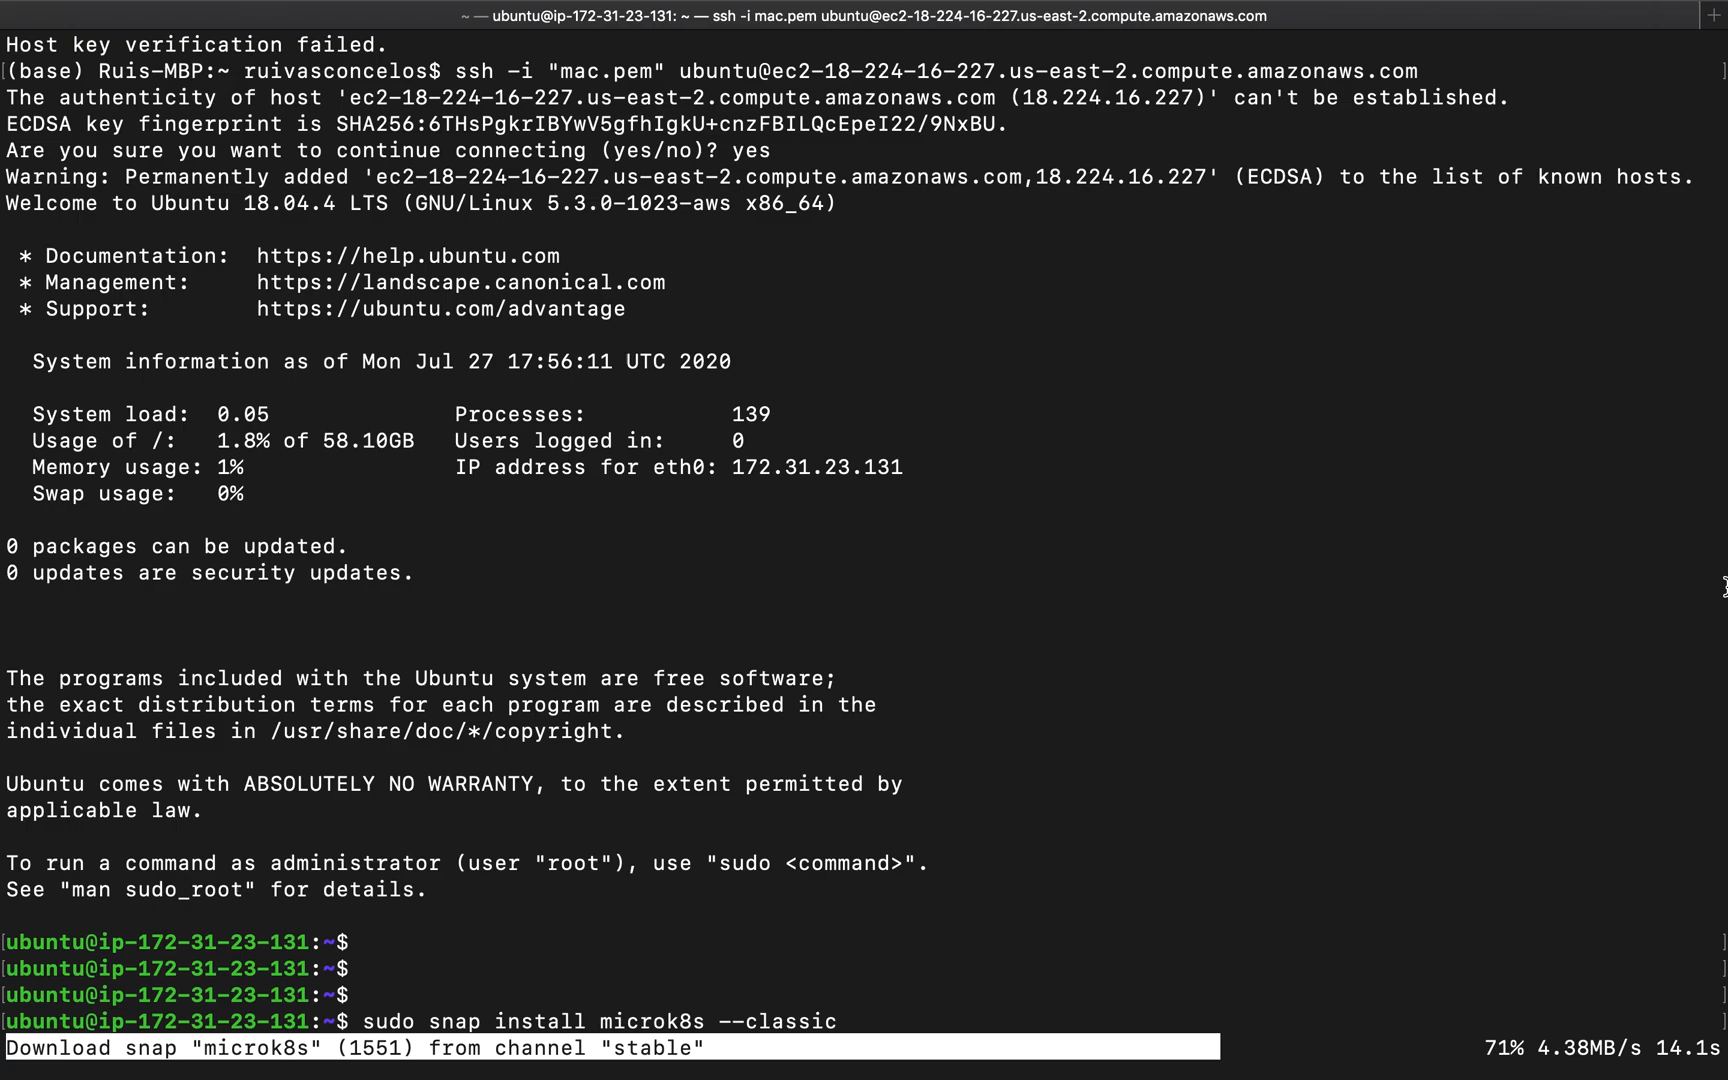 ~ — ubuntu@ip-172-31-23-131: ~ — ssh -i mac.pem ubuntu@ec2-18-224-16-227.us-east-2.compute.amazonaws.com
Host key verification failed.
[(base) Ruis-MBP:~ ruivasconcelos$ ssh -i "mac.pem" ubuntu@ec2-18-224-16-227.us-east-2.compute.amazonaws.com ]
The authenticity of host 'ec2-18-224-16-227.us-east-2.compute.amazonaws.com (18.224.16.227)' can't be established.
ECDSA key fingerprint is SHA256:6THsPgkrIBYwV5gfhIgkU+cnzFBILQcEpeI22/9NxBU.
Are you sure you want to continue connecting (yes/no)? yes
Warning: Permanently added 'ec2-18-224-16-227.us-east-2.compute.amazonaws.com,18.224.16.227' (ECDSA) to the list of known hosts.
Welcome to Ubuntu 18.04.4 LTS (GNU/Linux 5.3.0-1023-aws x86_64)
* Documentation: https://help.ubuntu.com
* Management: https://landscape.canonical.com
* Support: https://ubuntu.com/advantage
System information as of Mon Jul 27 17:56:11 UTC 2020
System load: 0.05 Processes: 139
Usage of /: 1.8% of 58.10GB Users logged in: 0
Memory usage: 1% IP address for eth0: 172.31.23.131
Swap usage: 0%
0 packages can be updated.
0 updates are security updates.
The programs included with the Ubuntu system are free software;
the exact distribution terms for each program are described in the
individual files in /usr/share/doc/*/copyright.
Ubuntu comes with ABSOLUTELY NO WARRANTY, to the extent permitted by
applicable law.
To run a command as administrator (user "root"), use "sudo <command>".
See "man sudo_root" for details.
[ubuntu@ip-172-31-23-131:~$ ]
[ubuntu@ip-172-31-23-131:~$ ]
[ubuntu@ip-172-31-23-131:~$ ]
[ubuntu@ip-172-31-23-131:~$ sudo snap install microk8s --classic ]
Download snap "microk8s" (1551) from channel "stable" 71% 4.38MB/s 14.1s